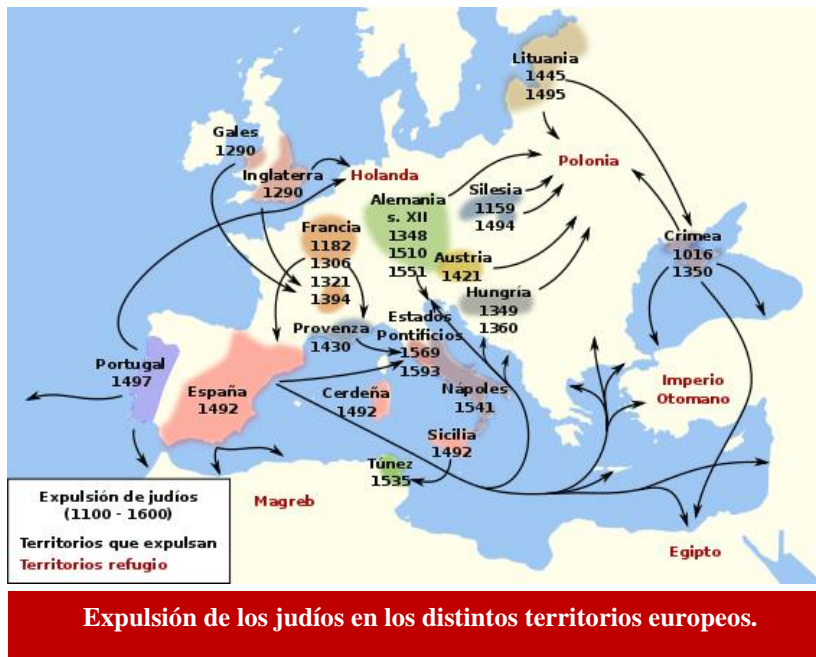 Lituania
1445
1495
Gales
1290
Inglaterra
1290
Holanda
Polonia
Alemania
s. XII
1348
1510
1551
Silesia
1159
1494
Francia
1182
1306
1321
1394
Austria
1421
Crimea
1016
1350
Hungría
1349
1360
Provenza
1430
Estados
Pontificios
1569
1593
Portugal
1497
España
1492
Cerdeña
1492
Nápoles
1541
Imperio
Otomano
Sicilia
1492
Túnez
1535
Magreb
Egipto
Expulsión de judíos
(1100 - 1600)
Territorios que expulsan
Territorios refugio
Expulsión de los judíos en los distintos territorios europeos.